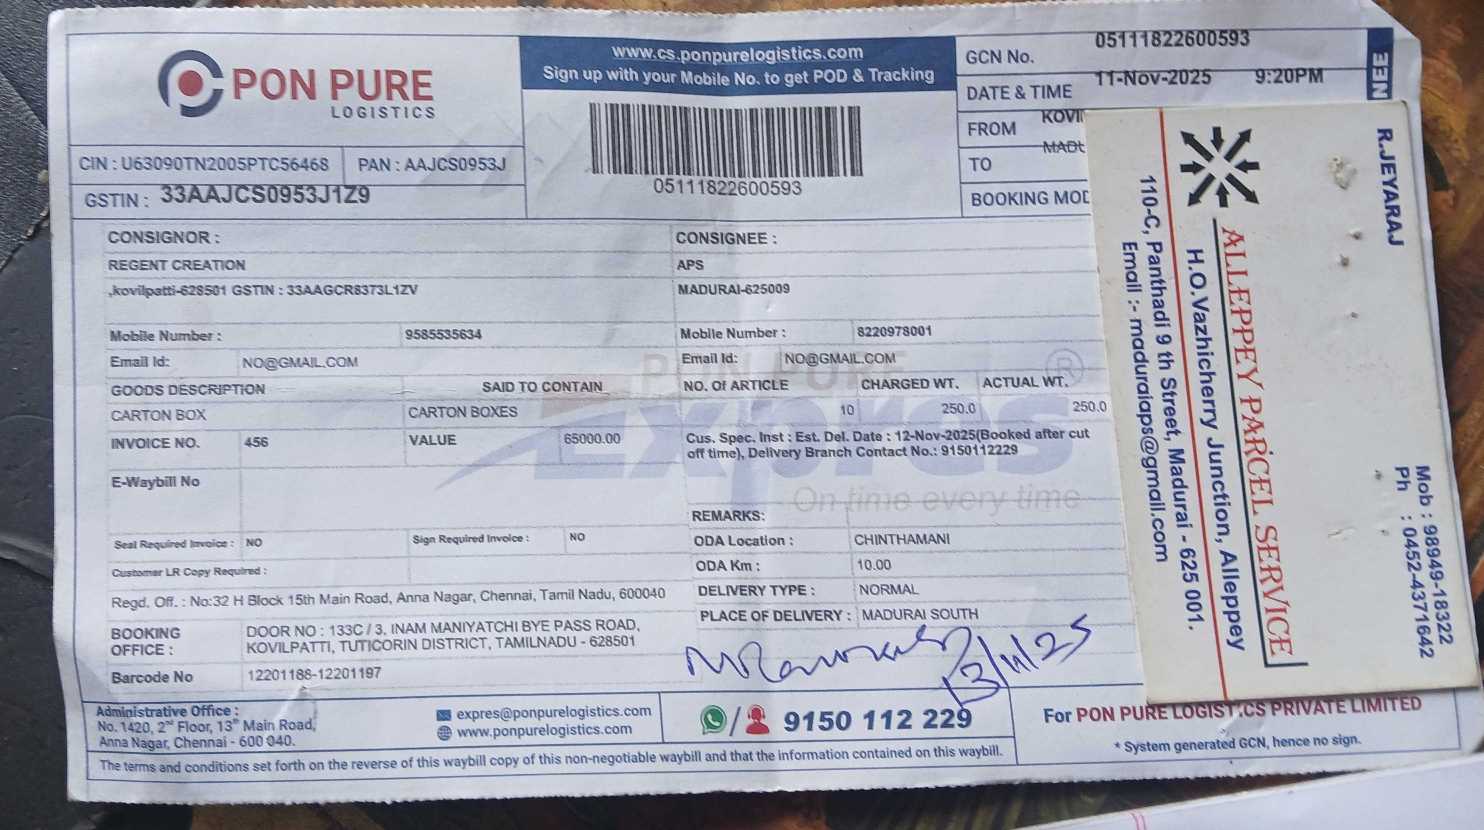 PON PURE
LOGISTICS
www.cs.ponpurelogistics.com
Sign up with your Mobile No. to get POD & Tracking
05111822600593
CIN : U63090TN2005PTC56468 PAN : AAJCS0953J
GSTIN : 33AAJCS0953J1Z9
GCN No. 05111822600593
DATE & TIME 11-Nov-2025 9:20PM
FROM
TO
BOOKING
CONSIGNOR :
REGENT CREATION
,kovilpatti-628501 GSTIN : 33AAGCR8373L1ZV
Mobile Number : 9585535634
Email Id: NO@GMAIL.COM
CONSIGNEE :
APS
MADURAI-625009
Mobile Number : 8220978001
Email Id: NO@GMAIL.COM
GOODS DESCRIPTION SAID TO CONTAIN NO. OF ARTICLE CHARGED WT. ACTUAL WT.
CARTON BOX CARTON BOXES 10 250.0 250.0
INVOICE NO. 456 VALUE 65000.00
Cus. Spec. Inst : Est. Del. Date : 12-Nov-2025(Booked after cut
off time), Delivery Branch Contact No.: 9150112229
E-Waybill No
PON PURE
Expres
®
On time every time
REMARKS:
Seal Required Invoice : NO Sign Required Invoice : NO
ODA Location : CHINTHAMANI
Customer LR Copy Required :
ODA Km : 10.00
Regd. Off. : No:32 H Block 15th Main Road, Anna Nagar, Chennai, Tamil Nadu, 600040
DELIVERY TYPE : NORMAL
PLACE OF DELIVERY : MADURAI SOUTH
BOOKING
OFFICE :
DOOR NO : 133C / 3, INAM MANIYATCHI BYE PASS ROAD,
KOVILPATTI, TUTICORIN DISTRICT, TAMILNADU - 628501
Barcode No 12201188-12201197
13/11/25
Administrative Office :
No. 1420, 2nd Floor, 13th Main Road,
Anna Nagar, Chennai - 600 040.
expres@ponpurelogistics.com
www.ponpurelogistics.com
9150 112 229
For PON PURE LOGISTICS PRIVATE LIMITED
* System generated GCN, hence no sign.
The terms and conditions set forth on the reverse of this waybill copy of this non-negotiable waybill and that the information contained on this waybill.
R.JEYARAJ
Mob : 98949-18322
Ph : 0452-4371642
ALLEPPEY PARCEL SERVICE
H.O.Vazhicherry Junction, Alleppey
110-C, Panthadi 9 th Street, Madurai - 625 001.
Email :- maduraiaps@gmail.com